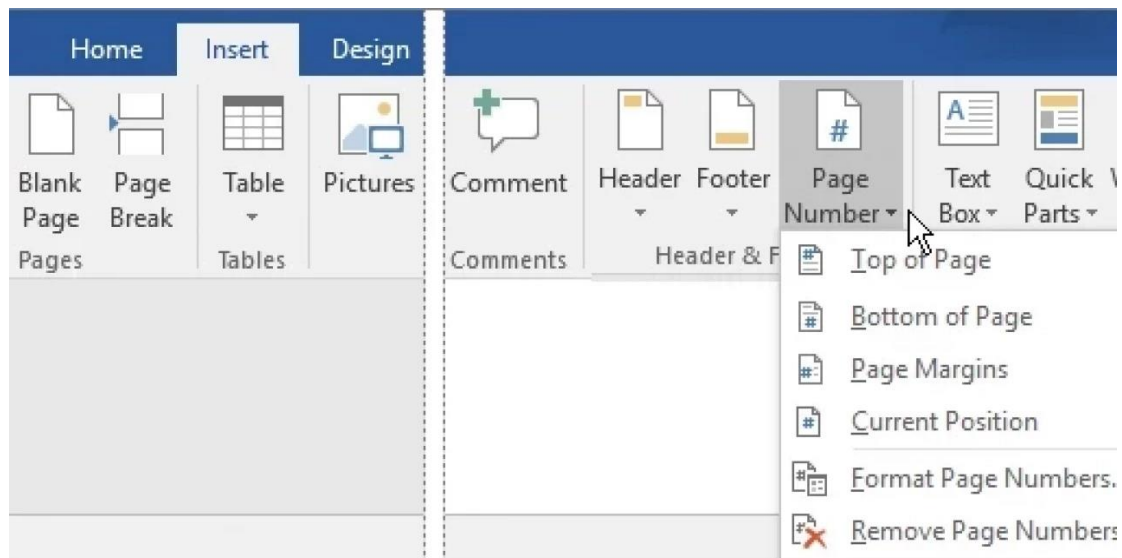 Home Insert Design
Blank Page Table Pictures Comment Header Footer Page Text Quick
Page Break Number Box Parts
Pages Tables Comments Header & F
Top of Page
Bottom of Page
Page Margins
Current Position
Format Page Numbers.
Remove Page Numbers